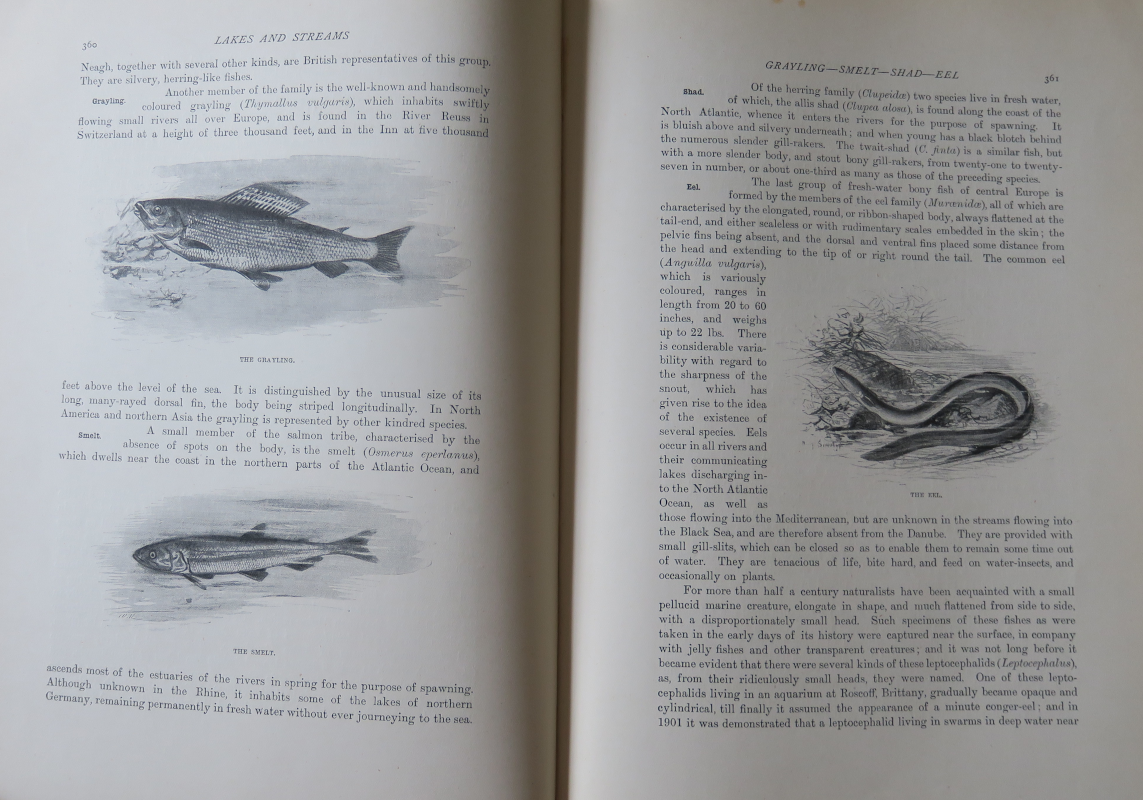 360
LAKES AND STREAMS
Neagh, together with several other kinds, are British representatives of this group.
They are silvery, herring-like fishes.
Another member of the family is the well-known and handsomely
Grayling.
coloured grayling (Thymallus vulgaris), which inhabits swiftly
flowing small rivers all over Europe, and is found in the River Reuss in
Switzerland at a height of three thousand feet, and in the Inn at five thousand
THE GRAYLING.
feet above the level of the sea. It is distinguished by the unusual size of its
long, many-rayed dorsal fin, the body being striped longitudinally. In North
America and northern Asia the grayling is represented by other kindred species.
A small member of the salmon tribe, characterised by the
Smelt.
absence of spots on the body, is the smelt (Osmerus eperlanus),
which dwells near the coast in the northern parts of the Atlantic Ocean, and
THE SMELT.
ascends most of the estuaries of the rivers in spring for the purpose of spawning.
Although unknown in the Rhine, it inhabits some of the lakes of northern
Germany, remaining permanently in fresh water without ever journeying to the sea.
GRAYLING—SMELT—SHAD—EEL
361
Of the herring family (Clupeidæ) two species live in fresh water,
Shad.
of which, the allis shad (Clupea alosa), is found along the coast of the
North Atlantic, whence it enters the rivers for the purpose of spawning. It
is bluish above and silvery underneath; and when young has a black blotch behind
the numerous slender gill-rakers. The twait-shad (C. finta) is a similar fish, but
with a more slender body, and stout bony gill-rakers, from twenty-one to twenty-
seven in number, or about one-third as many as those of the preceding species.
The last group of fresh-water bony fish of central Europe is
Eel.
formed by the members of the eel family (Murænidæ), all of which are
characterised by the elongated, round, or ribbon-shaped body, always flattened at the
tail-end, and either scaleless or with rudimentary scales embedded in the skin; the
pelvic fins being absent, and the dorsal and ventral fins placed some distance from
the head and extending to the tip of or right round the tail. The common eel
(Anguilla vulgaris),
which is variously
coloured, ranges in
length from 20 to 60
inches, and weighs
up to 22 lbs. There
is considerable varia-
bility with regard to
the sharpness of the
snout, which has
given rise to the idea
of the existence of
several species. Eels
occur in all rivers and
their communicating
lakes discharging in-
to the North Atlantic
Ocean, as well as
THE EEL.
those flowing into the Mediterranean, but are unknown in the streams flowing into
the Black Sea, and are therefore absent from the Danube. They are provided with
small gill-slits, which can be closed so as to enable them to remain some time out
of water. They are tenacious of life, bite hard, and feed on water-insects, and
occasionally on plants.
For more than half a century naturalists have been acquainted with a small
pellucid marine creature, elongate in shape, and much flattened from side to side,
with a disproportionately small head. Such specimens of these fishes as were
taken in the early days of its history were captured near the surface, in company
with jelly fishes and other transparent creatures; and it was not long before it
became evident that there were several kinds of these leptocephalids (Leptocephalus),
as, from their ridiculously small heads, they were named. One of these lepto-
cephalids living in an aquarium at Roscoff, Brittany, gradually became opaque and
cylindrical, till finally it assumed the appearance of a minute conger-eel; and in
1901 it was demonstrated that a leptocephalid living in swarms in deep water near